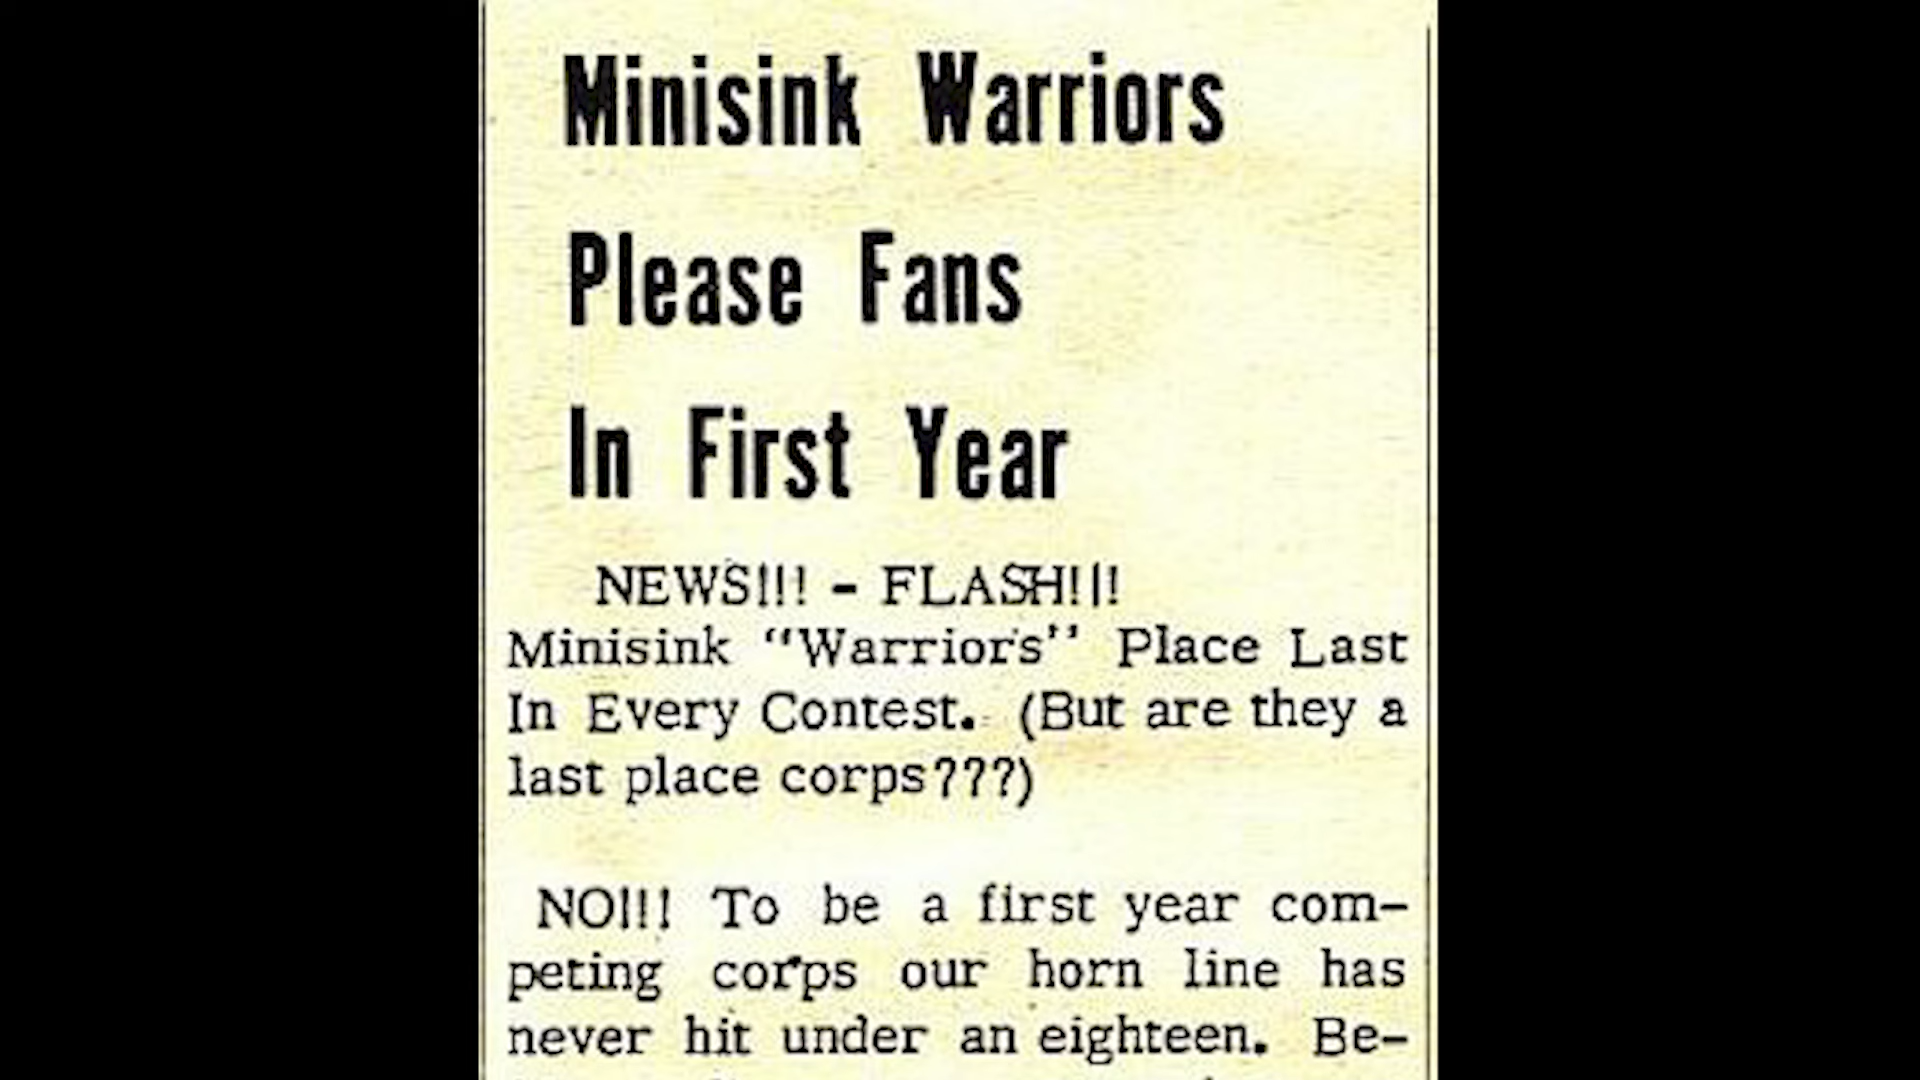 Minisink Warriors
Please Fans
In First Year
NEWS!!! - FLASH!!!
Minisink "Warriors" Place Last
In Every Contest. (But are they a
last place corps???)
NO!!! To be a first year com-
peting corps our horn line has
never hit under an eighteen. Be-